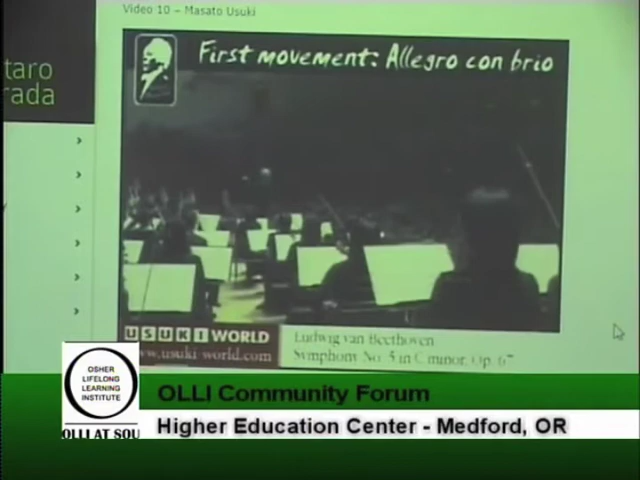 Video 10 – Masato Usuki
taro
rada
First movement: Allegro con brio
USUKI WORLD
www.usuki world.com
Ludwig van Beethoven
Symphony No. 5 in C minor, Op. 67
OSHER
LIFELONG
LEARNING
INSTITUTE
OLLI AT SOU
OLLI Community Forum
Higher Education Center - Medford, OR